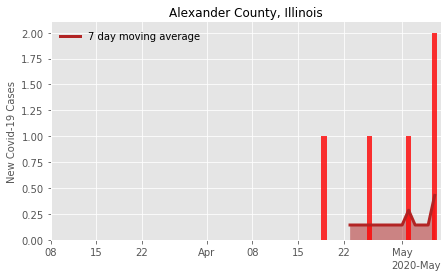 Alexander County, Illinois
7 day moving average
New Covid-19 Cases
2.00
1.75
1.50
1.25
1.00
0.75
0.50
0.25
0.00
08 15 22 Apr 08 15 22 May
2020-May